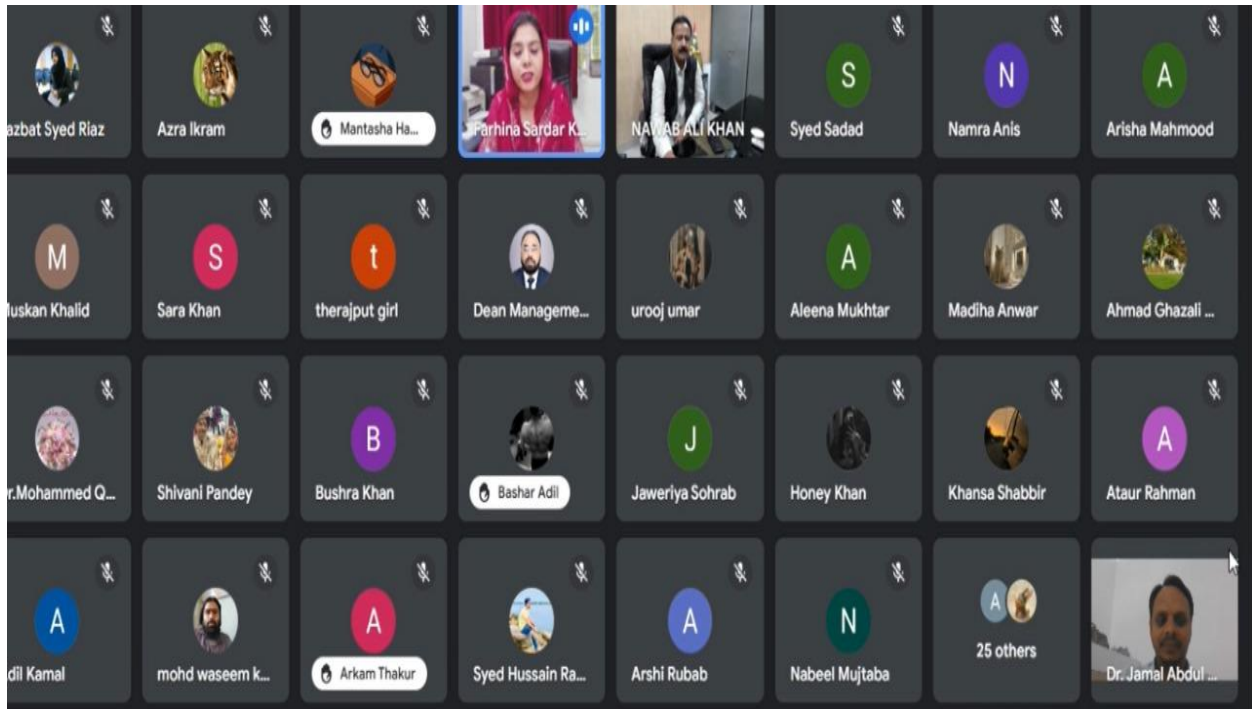 azbat Syed Riaz
Azra Ikram
Mantasha Ha...
Farhina Sardar K...
NAWAB ALI KHAN
S
Syed Sadad
N
Namra Anis
A
Arisha Mahmood
M
Muskan Khalid
S
Sara Khan
t
therajput girl
Dean Manageme...
urooj umar
A
Aleena Mukhtar
Madiha Anwar
Ahmad Ghazali ...
r.Mohammed Q...
Shivani Pandey
B
Bushra Khan
Bashar Adil
J
Jaweriya Sohrab
Honey Khan
Khansa Shabbir
A
Ataur Rahman
A
dil Kamal
mohd waseem k...
A
Arkam Thakur
Syed Hussain Ra...
A
Arshi Rubab
N
Nabeel Mujtaba
A
25 others
Dr. Jamal Abdul ...